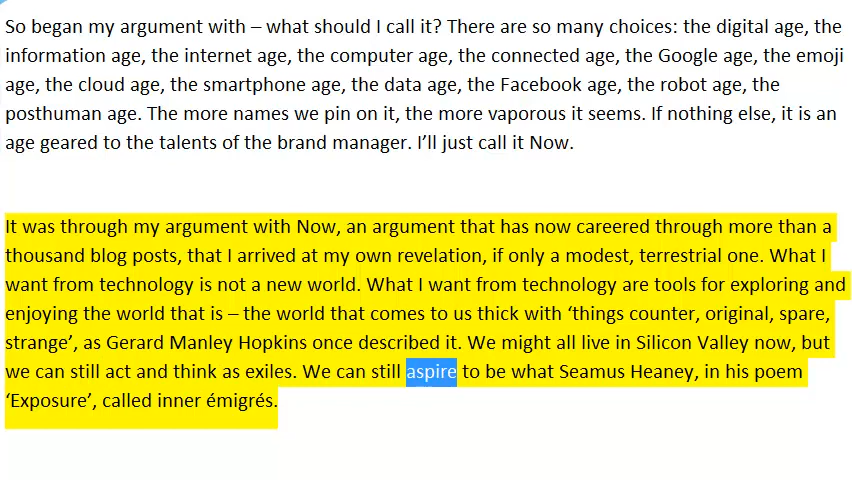 So began my argument with – what should I call it? There are so many choices: the digital age, the
information age, the internet age, the computer age, the connected age, the Google age, the emoji
age, the cloud age, the smartphone age, the data age, the Facebook age, the robot age, the
posthuman age. The more names we pin on it, the more vaporous it seems. If nothing else, it is an
age geared to the talents of the brand manager. I’ll just call it Now.
It was through my argument with Now, an argument that has now careered through more than a
thousand blog posts, that I arrived at my own revelation, if only a modest, terrestrial one. What I
want from technology is not a new world. What I want from technology are tools for exploring and
enjoying the world that is – the world that comes to us thick with ‘things counter, original, spare,
strange’, as Gerard Manley Hopkins once described it. We might all live in Silicon Valley now, but
we can still act and think as exiles. We can still aspire to be what Seamus Heaney, in his poem
‘Exposure’, called inner émigrés.